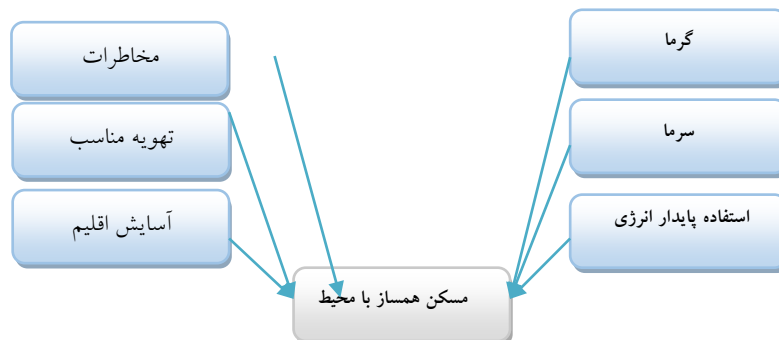 گرما
مخاطرات
سرما
تهویه مناسب
استفاده پایدار انرژی
آسایش اقلیم
مسکن همساز با محیط